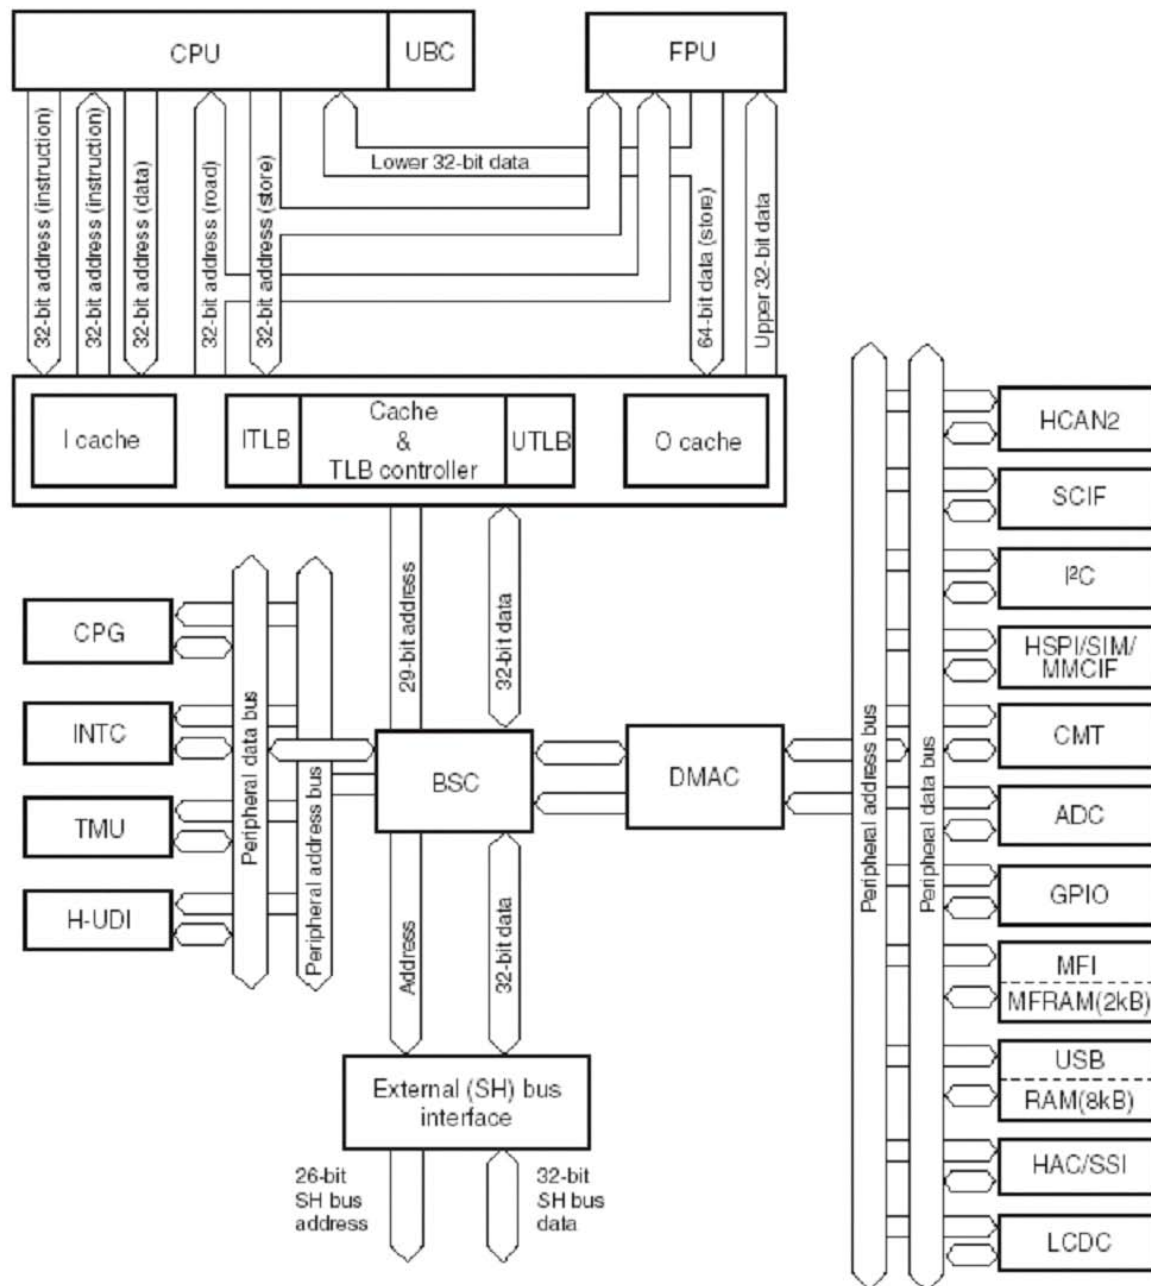 CPU
UBC
FPU
32-bit address (instruction)
32-bit address (instruction)
32-bit address (data)
32-bit address (road)
32-bit address (store)
Lower 32-bit data
64-bit data (store)
Upper 32-bit data
I cache
ITLB
Cache
&
TLB controller
UTLB
O cache
29-bit address
32-bit data
CPG
INTC
TMU
H-UDI
Peripheral data bus
Peripheral address bus
BSC
DMAC
Address
32-bit data
External (SH) bus
interface
26-bit
SH bus
address
32-bit
SH bus
data
Peripheral address bus
Peripheral data bus
HCAN2
SCIF
I²C
HSPI/SIM/
MMCIF
CMT
ADC
GPIO
MFI
MFRAM(2kB)
USB
RAM(8kB)
HAC/SSI
LCDC